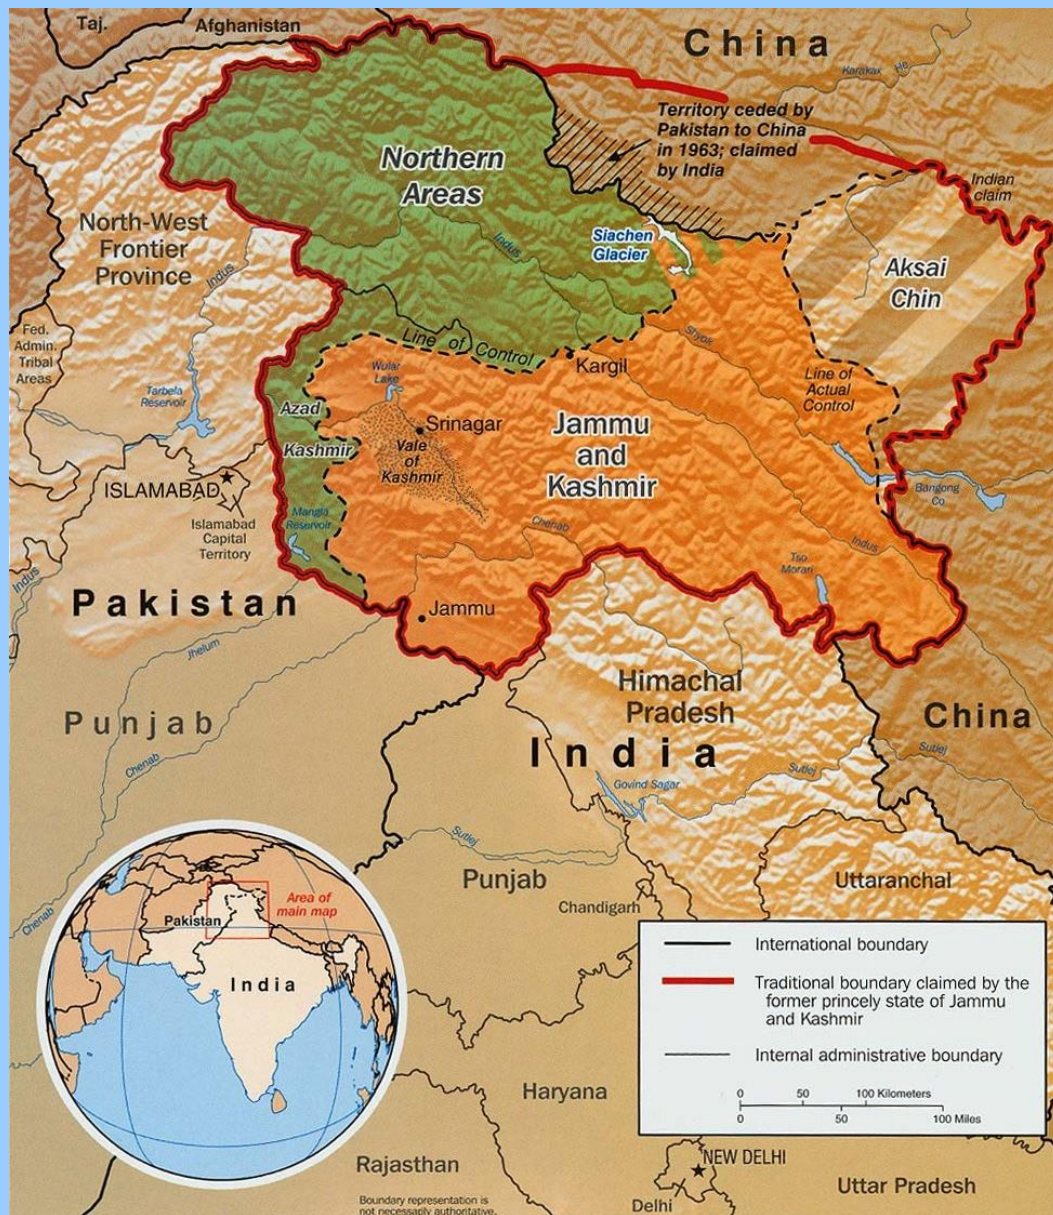 Taj.
Afghanistan
China
Karakax He
Territory ceded by
Pakistan to China
in 1963; claimed
by India
Northern
Areas
Indian
claim
North-West
Frontier
Province
Indus
Indus
Siachen
Glacier
Aksai
Chin
Fed.
Admin.
Tribal
Areas
Line of Control
Shyok
Kargil
Wular
Lake
Line of
Actual
Control
Tarbela
Reservoir
Azad
Kashmir
Srinagar
Vale
of
Kashmir
Jammu
and
Kashmir
ISLAMABAD
Islamabad
Capital
Territory
Mangla
Reservoir
Bangong
Co
Chenab
Indus
Tso
Morari
Indus
Pakistan
Jammu
Jhelum
Himachal
Pradesh
Punjab
China
India
Chenab
Sutlej
Sutlej
Govind Sagar
Sutlej
Punjab
Uttaranchal
Chandigarh
Chenab
Area of
main map
Pakistan
India
International boundary
Traditional boundary claimed by the
former princely state of Jammu
and Kashmir
Internal administrative boundary
0 50 100 Kilometers
0 50 100 Miles
Haryana
Rajasthan
NEW DELHI
Delhi
Uttar Pradesh
Boundary representation is
not necessarily authoritative.